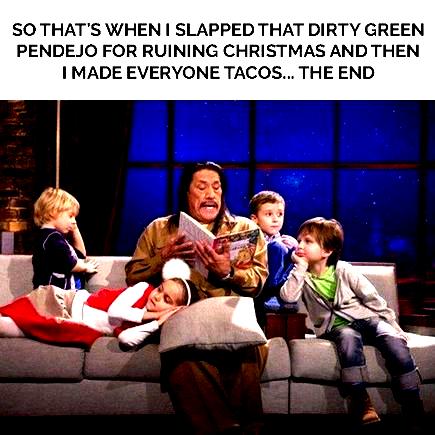 SO THAT'S WHEN I SLAPPED THAT DIRTY GREEN
PENDEJO FOR RUINING CHRISTMAS AND THEN
I MADE EVERYONE TACOS... THE END